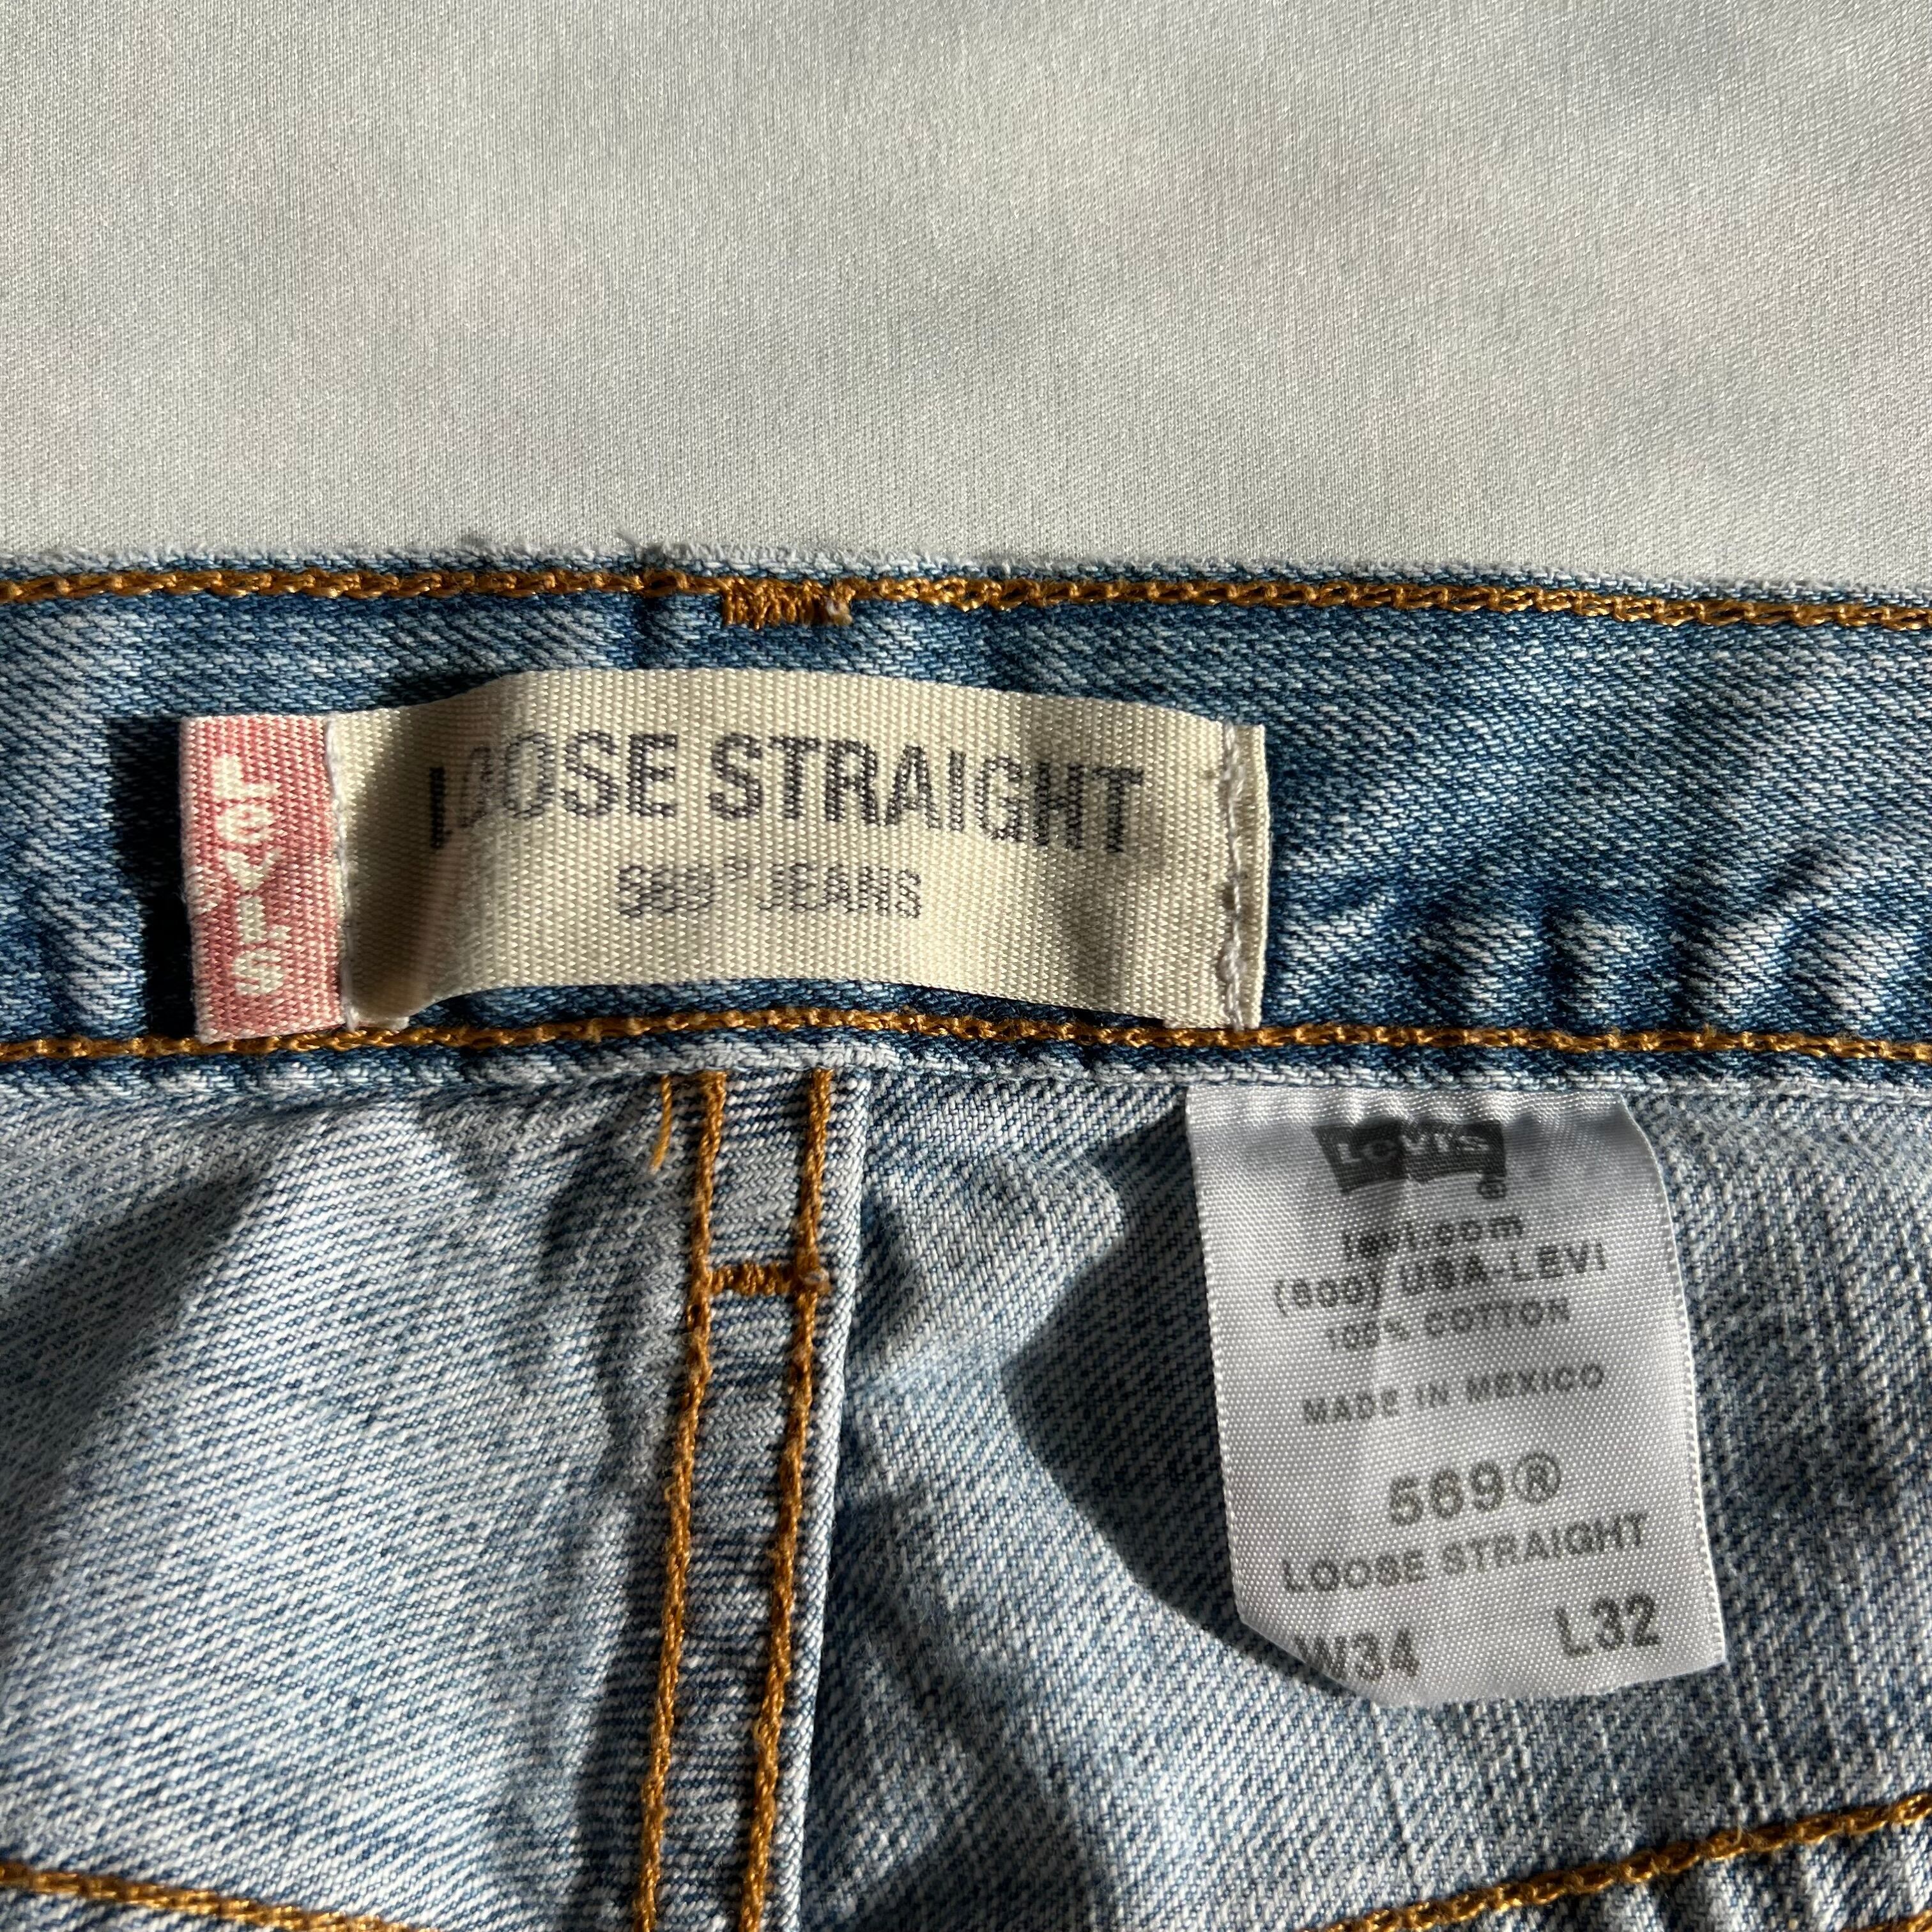 LEVI'S
LOOSE STRAIGHT
569™ JEANS
Levi's
®
levi.com
(800) USA-LEVI
100% COTTON
MADE IN MEXICO
569®
LOOSE STRAIGHT
W34 L32